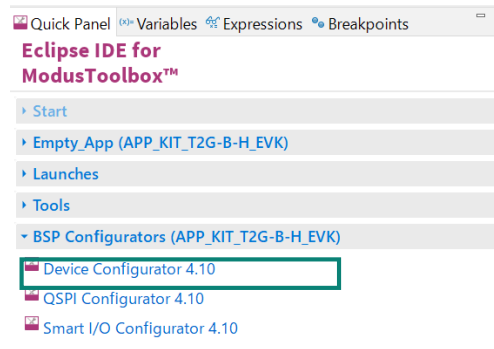 Quick Panel (x)= Variables Expressions Breakpoints
Eclipse IDE for
ModusToolbox™
Start
Empty_App (APP_KIT_T2G-B-H_EVK)
Launches
Tools
BSP Configurators (APP_KIT_T2G-B-H_EVK)
Device Configurator 4.10
QSPI Configurator 4.10
Smart I/O Configurator 4.10